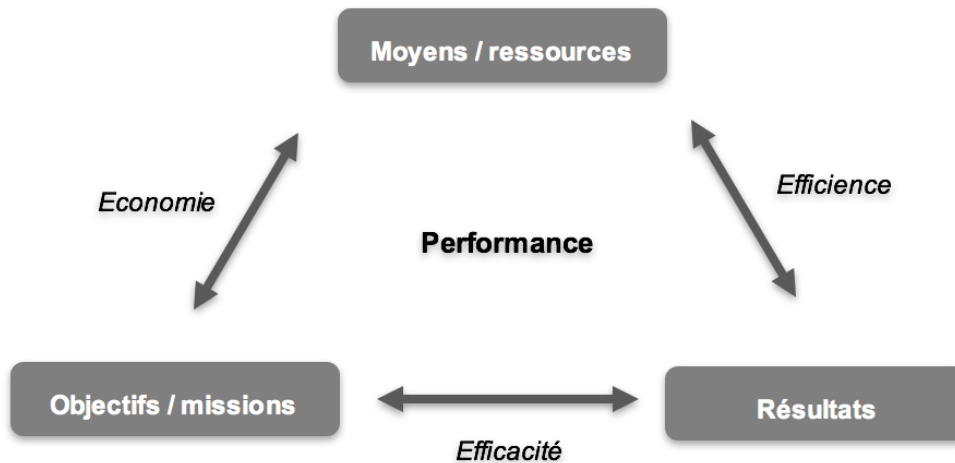 Moyens / ressources
Economie
Efficience
Performance
Objectifs / missions
Résultats
Efficacité